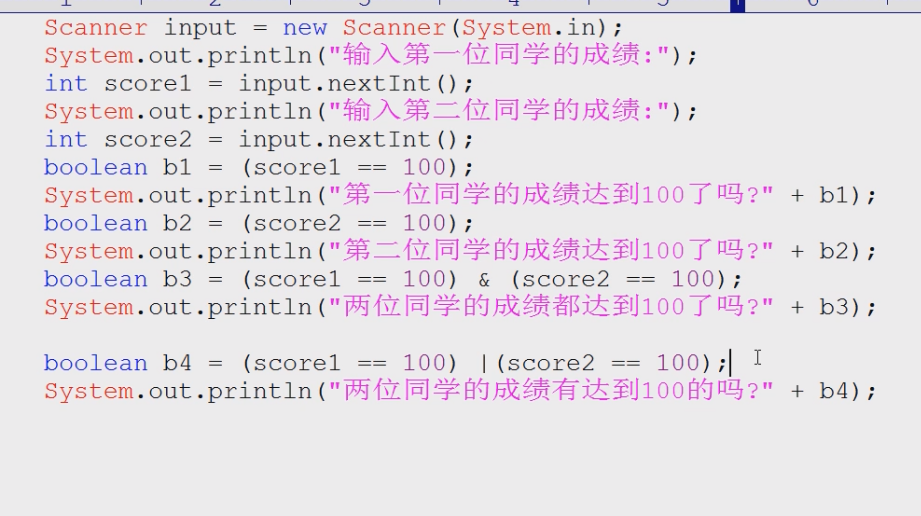 1 2 3 4 5 6
Scanner input = new Scanner(System.in);
System.out.println("输入第一位同学的成绩:");
int score1 = input.nextInt();
System.out.println("输入第二位同学的成绩:");
int score2 = input.nextInt();
boolean b1 = (score1 == 100);
System.out.println("第一位同学的成绩达到100了吗?" + b1);
boolean b2 = (score2 == 100);
System.out.println("第二位同学的成绩达到100了吗?" + b2);
boolean b3 = (score1 == 100) & (score2 == 100);
System.out.println("两位同学的成绩都达到100了吗?" + b3);
boolean b4 = (score1 == 100) |(score2 == 100);
System.out.println("两位同学的成绩有达到100的吗?" + b4);